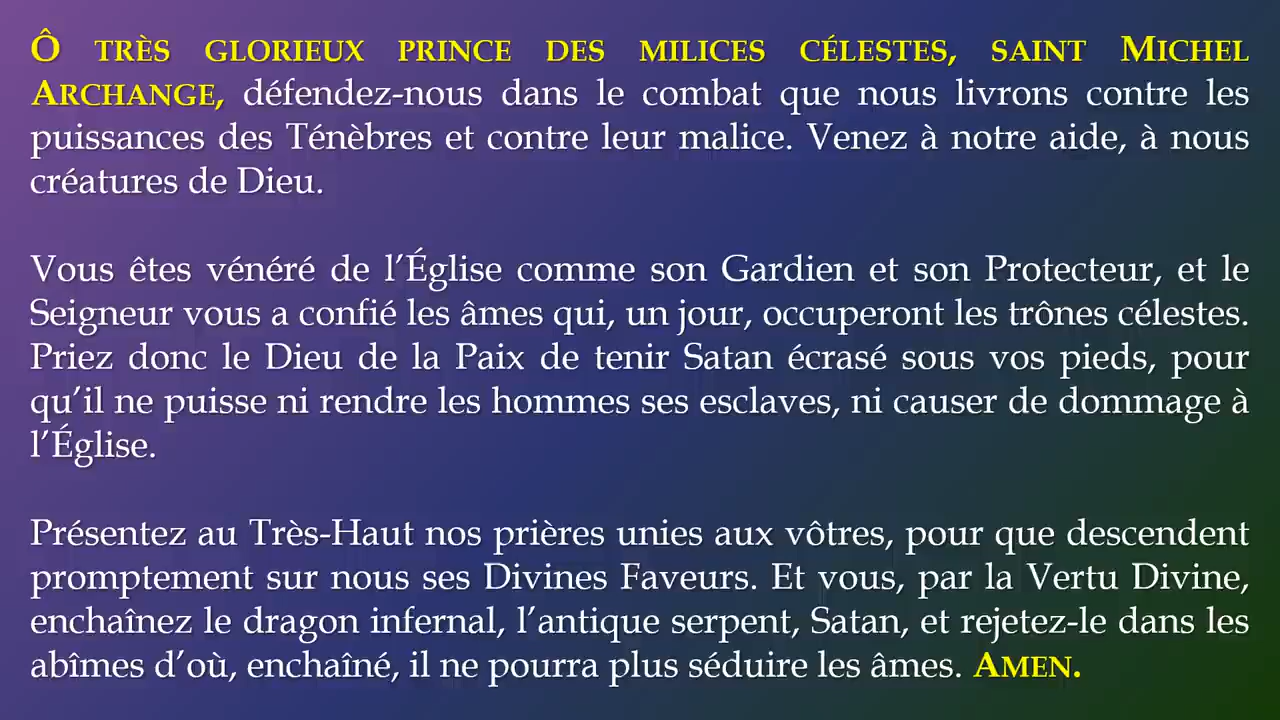 Ô TRÈS GLORIEUX PRINCE DES MILICES CÉLESTES, SAINT MICHEL
ARCHANGE, défendez-nous dans le combat que nous livrons contre les
puissances des Ténèbres et contre leur malice. Venez à notre aide, à nous
créatures de Dieu.
Vous êtes vénéré de l’Église comme son Gardien et son Protecteur, et le
Seigneur vous a confié les âmes qui, un jour, occuperont les trônes célestes.
Priez donc le Dieu de la Paix de tenir Satan écrasé sous vos pieds, pour
qu’il ne puisse ni rendre les hommes ses esclaves, ni causer de dommage à
l’Église.
Présentez au Très-Haut nos prières unies aux vôtres, pour que descendent
promptement sur nous ses Divines Faveurs. Et vous, par la Vertu Divine,
enchaînez le dragon infernal, l’antique serpent, Satan, et rejetez-le dans les
abîmes d’où, enchaîné, il ne pourra plus séduire les âmes. AMEN.